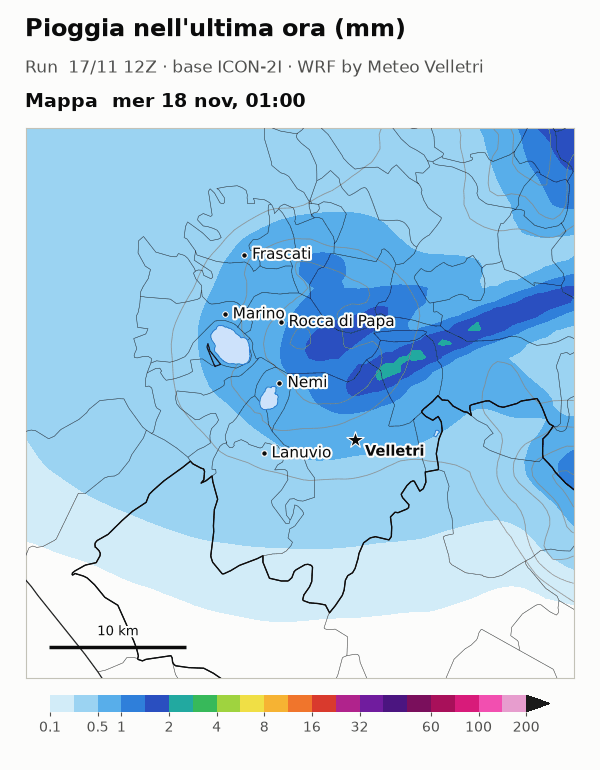 Pioggia nell'ultima ora (mm)
Run  17/11 12Z · base ICON-2I · WRF by Meteo Velletri
Mappa  mer 18 nov, 01:00
Frascati
Marino
Rocca di Papa
Nemi
Velletri
Lanuvio
10 km
0.1 0.5 1 2 4 8 16 32 60 100 200